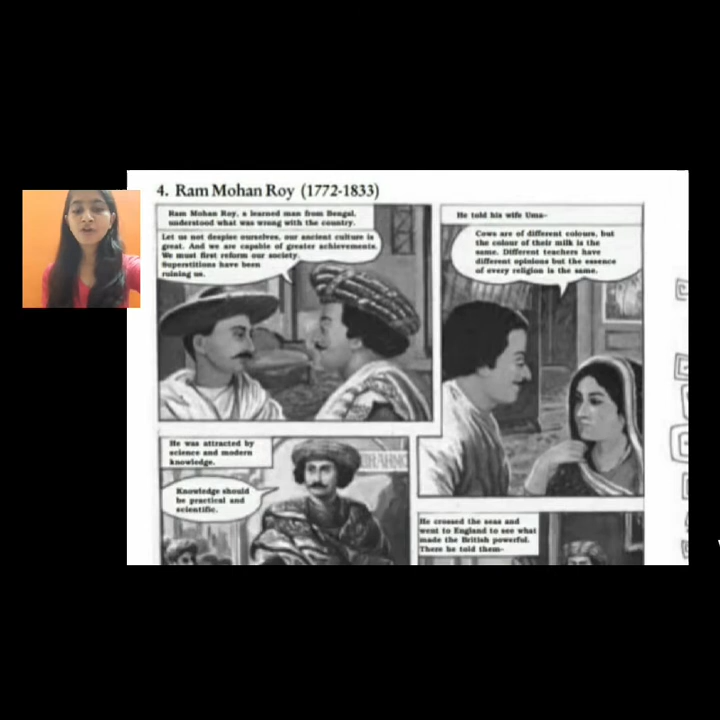 4. Ram Mohan Roy (1772-1833)
Ram Mohan Roy, a learned man from Bengal,
understood what was wrong with the country.
Let us not despise ourselves, our ancient culture is
great. And we are capable of greater achievements.
We must first reform our society.
Superstitions have been
ruining us.
He told his wife Uma-
Cows are of different colours, but
the colour of their milk is the
same. Different teachers have
different opinions but the essence
of every religion is the same.
He was attracted by
science and modern
knowledge.
Knowledge should
be practical and
scientific.
BRAHMO
He crossed the seas and
went to England to see what
made the British powerful.
There he told them-